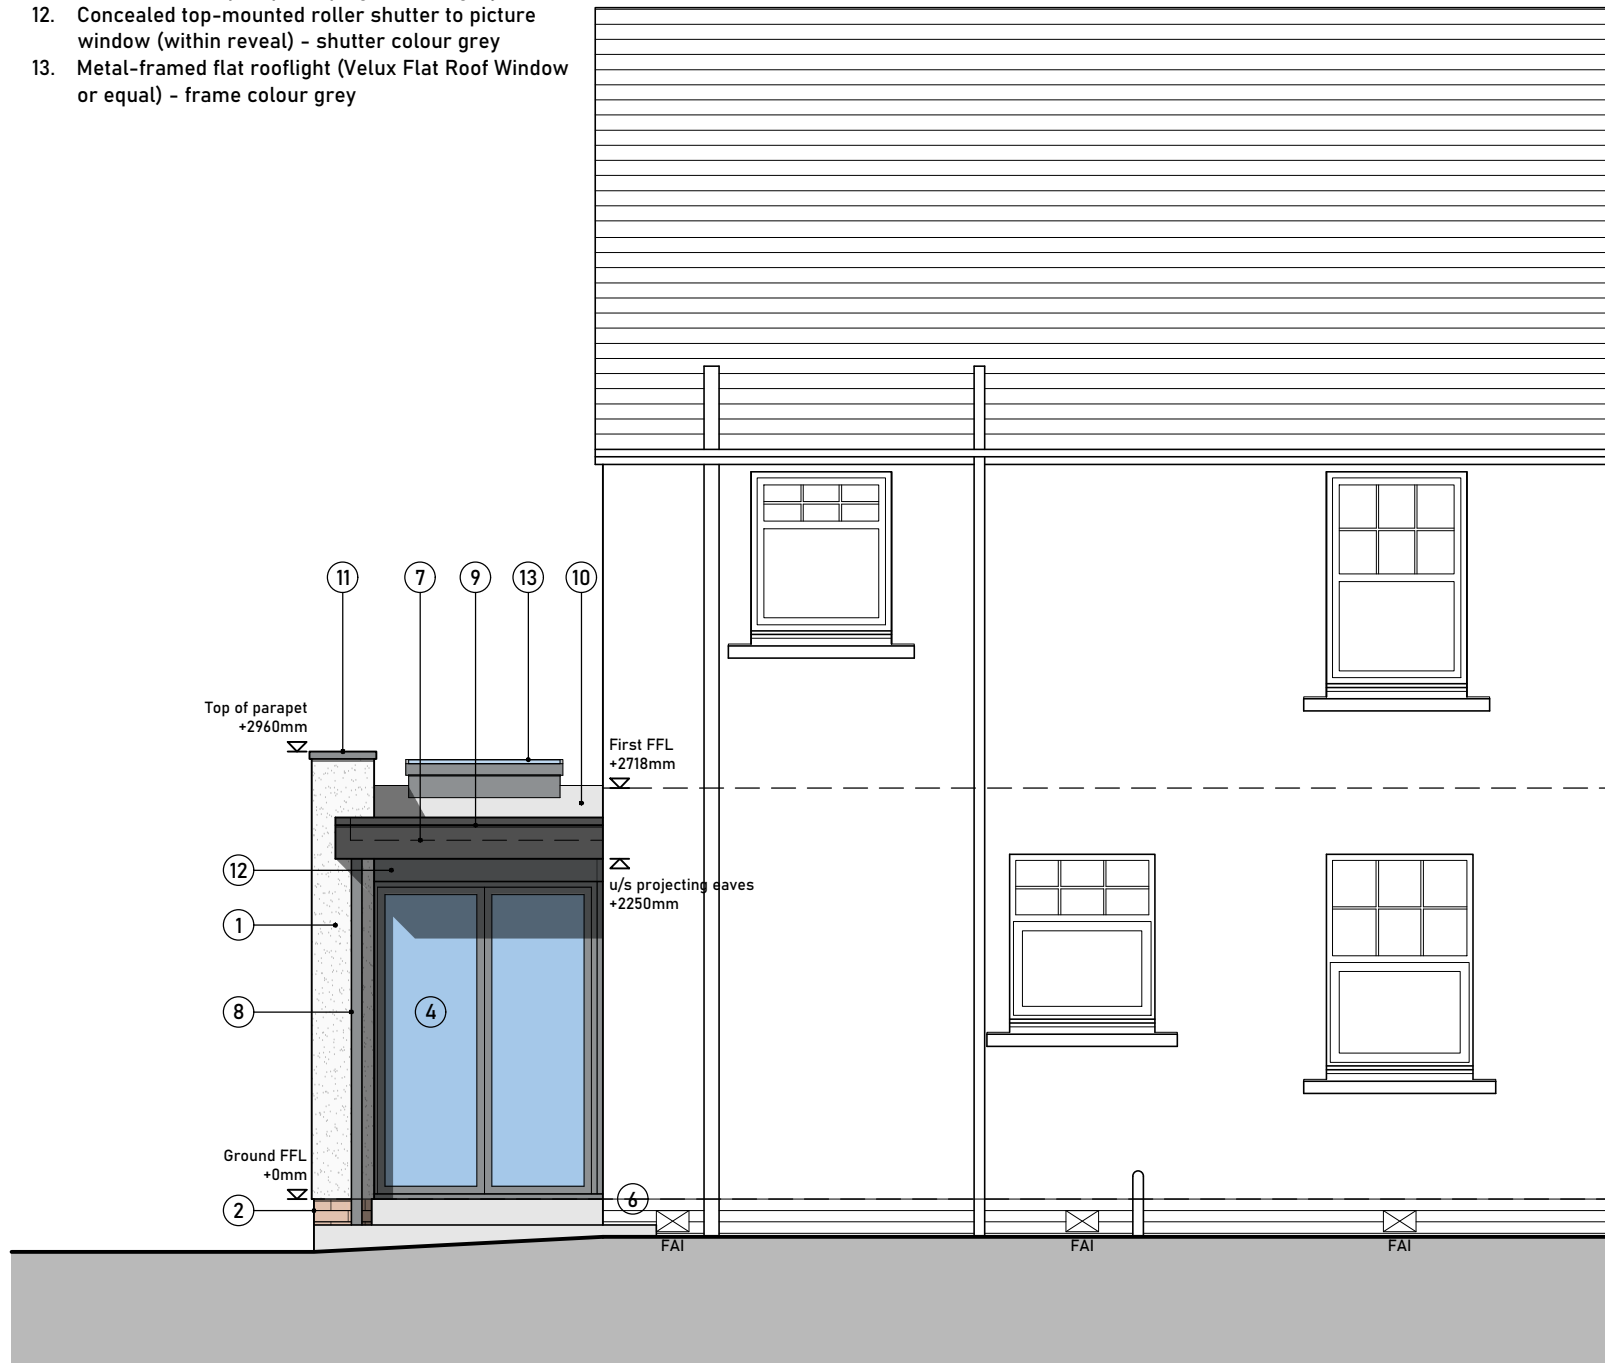 12. Concealed top-mounted roller shutter to picture
window (within reveal) - shutter colour grey
13. Metal-framed flat rooflight (Velux Flat Roof Window
or equal) - frame colour grey
11
7
9
13
10
Top of parapet
+2960mm
First FFL
+2718mm
12
u/s projecting eaves
+2250mm
1
8
4
Ground FFL
+0mm
6
2
FAI
FAI
FAI